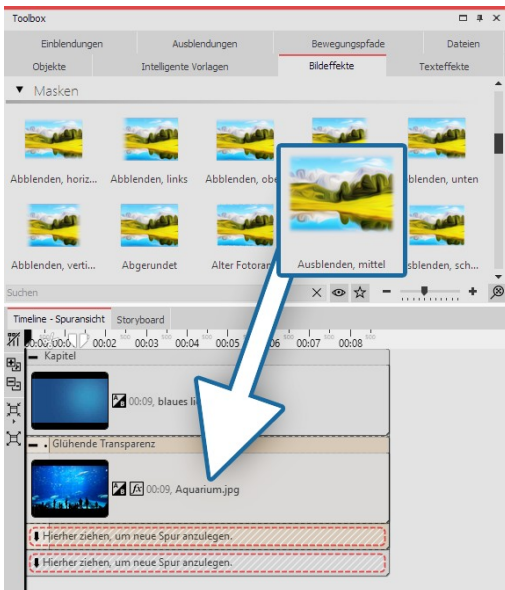 Toolbox
Einblendungen Ausblendungen Bewegungspfade Dateien
Objekte Intelligente Vorlagen Bildeffekte Texteffekte
Masken
Abblenden, horiz... Abblenden, links Abblenden, obe blenden, unten
Abblenden, verti... Abgerundet Alter Fotoran Ausblenden, mittel sblenden, sch...
Suchen
Timeline - Spuransicht Storyboard
00:02 00:03 00:04 00:05 00:07 00:08
Kapitel
00:09, blaues li
Glühende Transparenz
fx 00:09, Aquarium.jpg
Hierher ziehen, um neue Spur anzulegen.
Hierher ziehen, um neue Spur anzulegen.